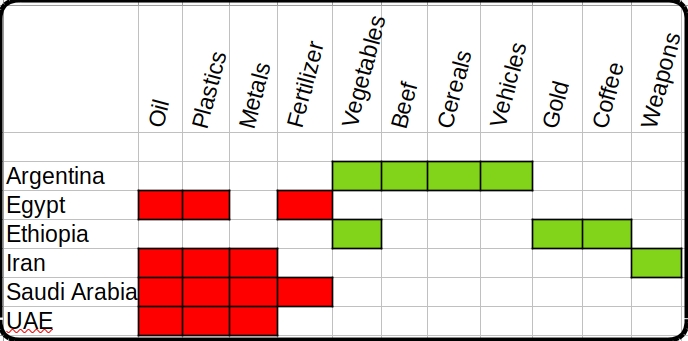 Oil
Plastics
Metals
Fertilizer
Vegetables
Beef
Cereals
Vehicles
Gold
Coffee
Weapons
Argentina
Egypt
Ethiopia
Iran
Saudi Arabia
UAE